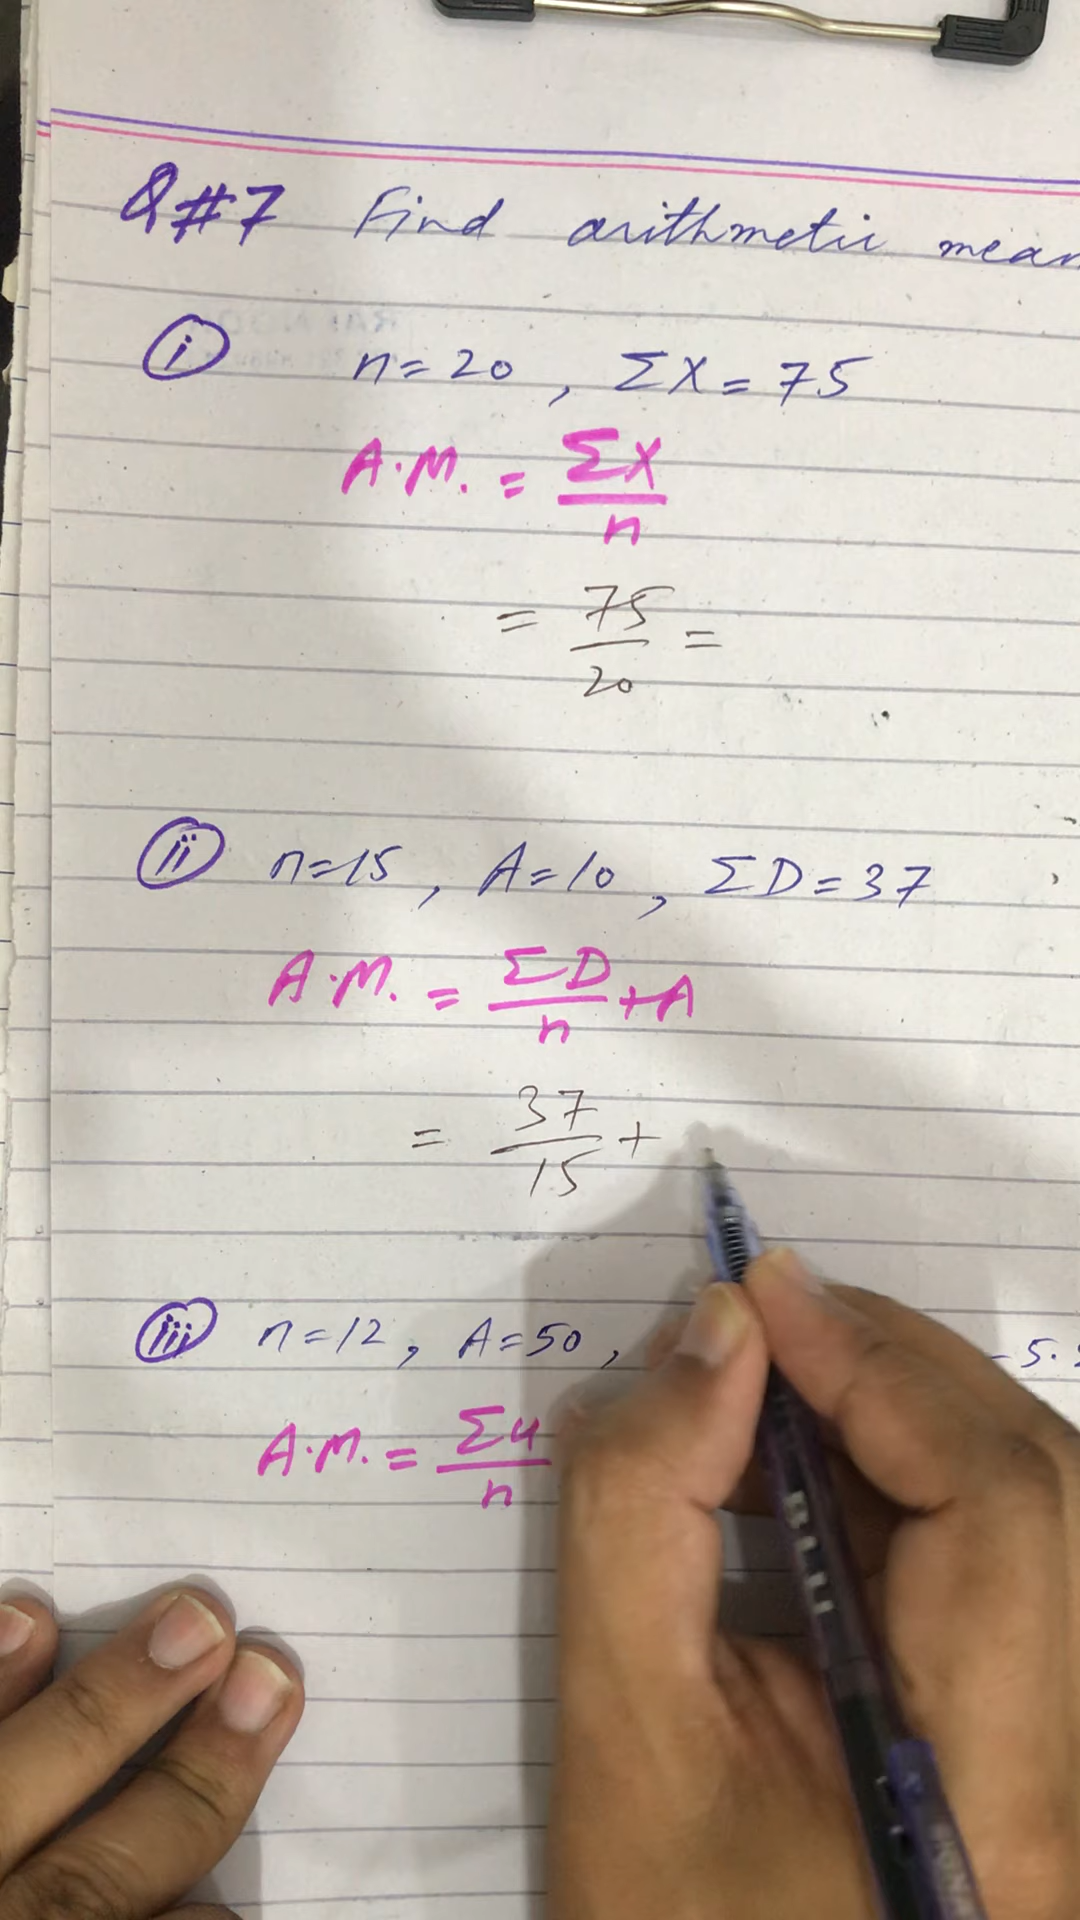 Q#7 Find arithmetic mean
i n=20, ΣX=75
A.M. = ΣX/n
= 75/20 =
ii n=15, A=10, ΣD=37
A.M. = ΣD/n +A
= 37/15 +
iii n=12, A=50,
A.M. = Σu/n
BLU